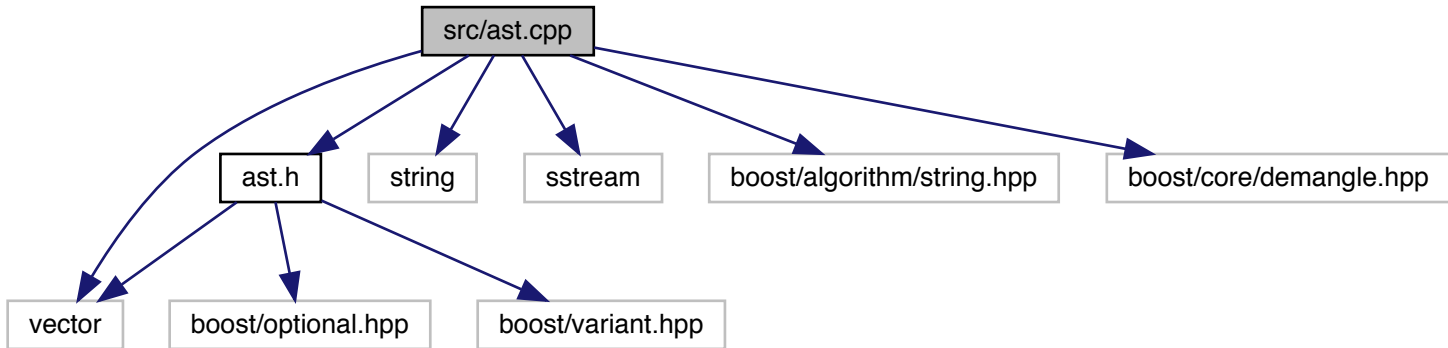 src/ast.cpp
ast.h
string
sstream
boost/algorithm/string.hpp
boost/core/demangle.hpp
vector
boost/optional.hpp
boost/variant.hpp